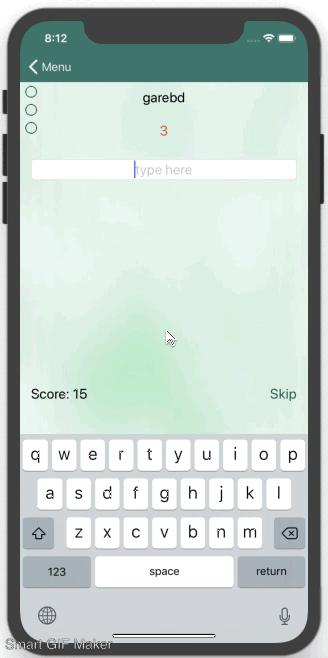 8:12
Menu
garebd
3
type here
Score: 15
Skip
q w e r t y u i o p
a s d f g h j k l
z x c v b n m
123 space return
Smart GIF Maker